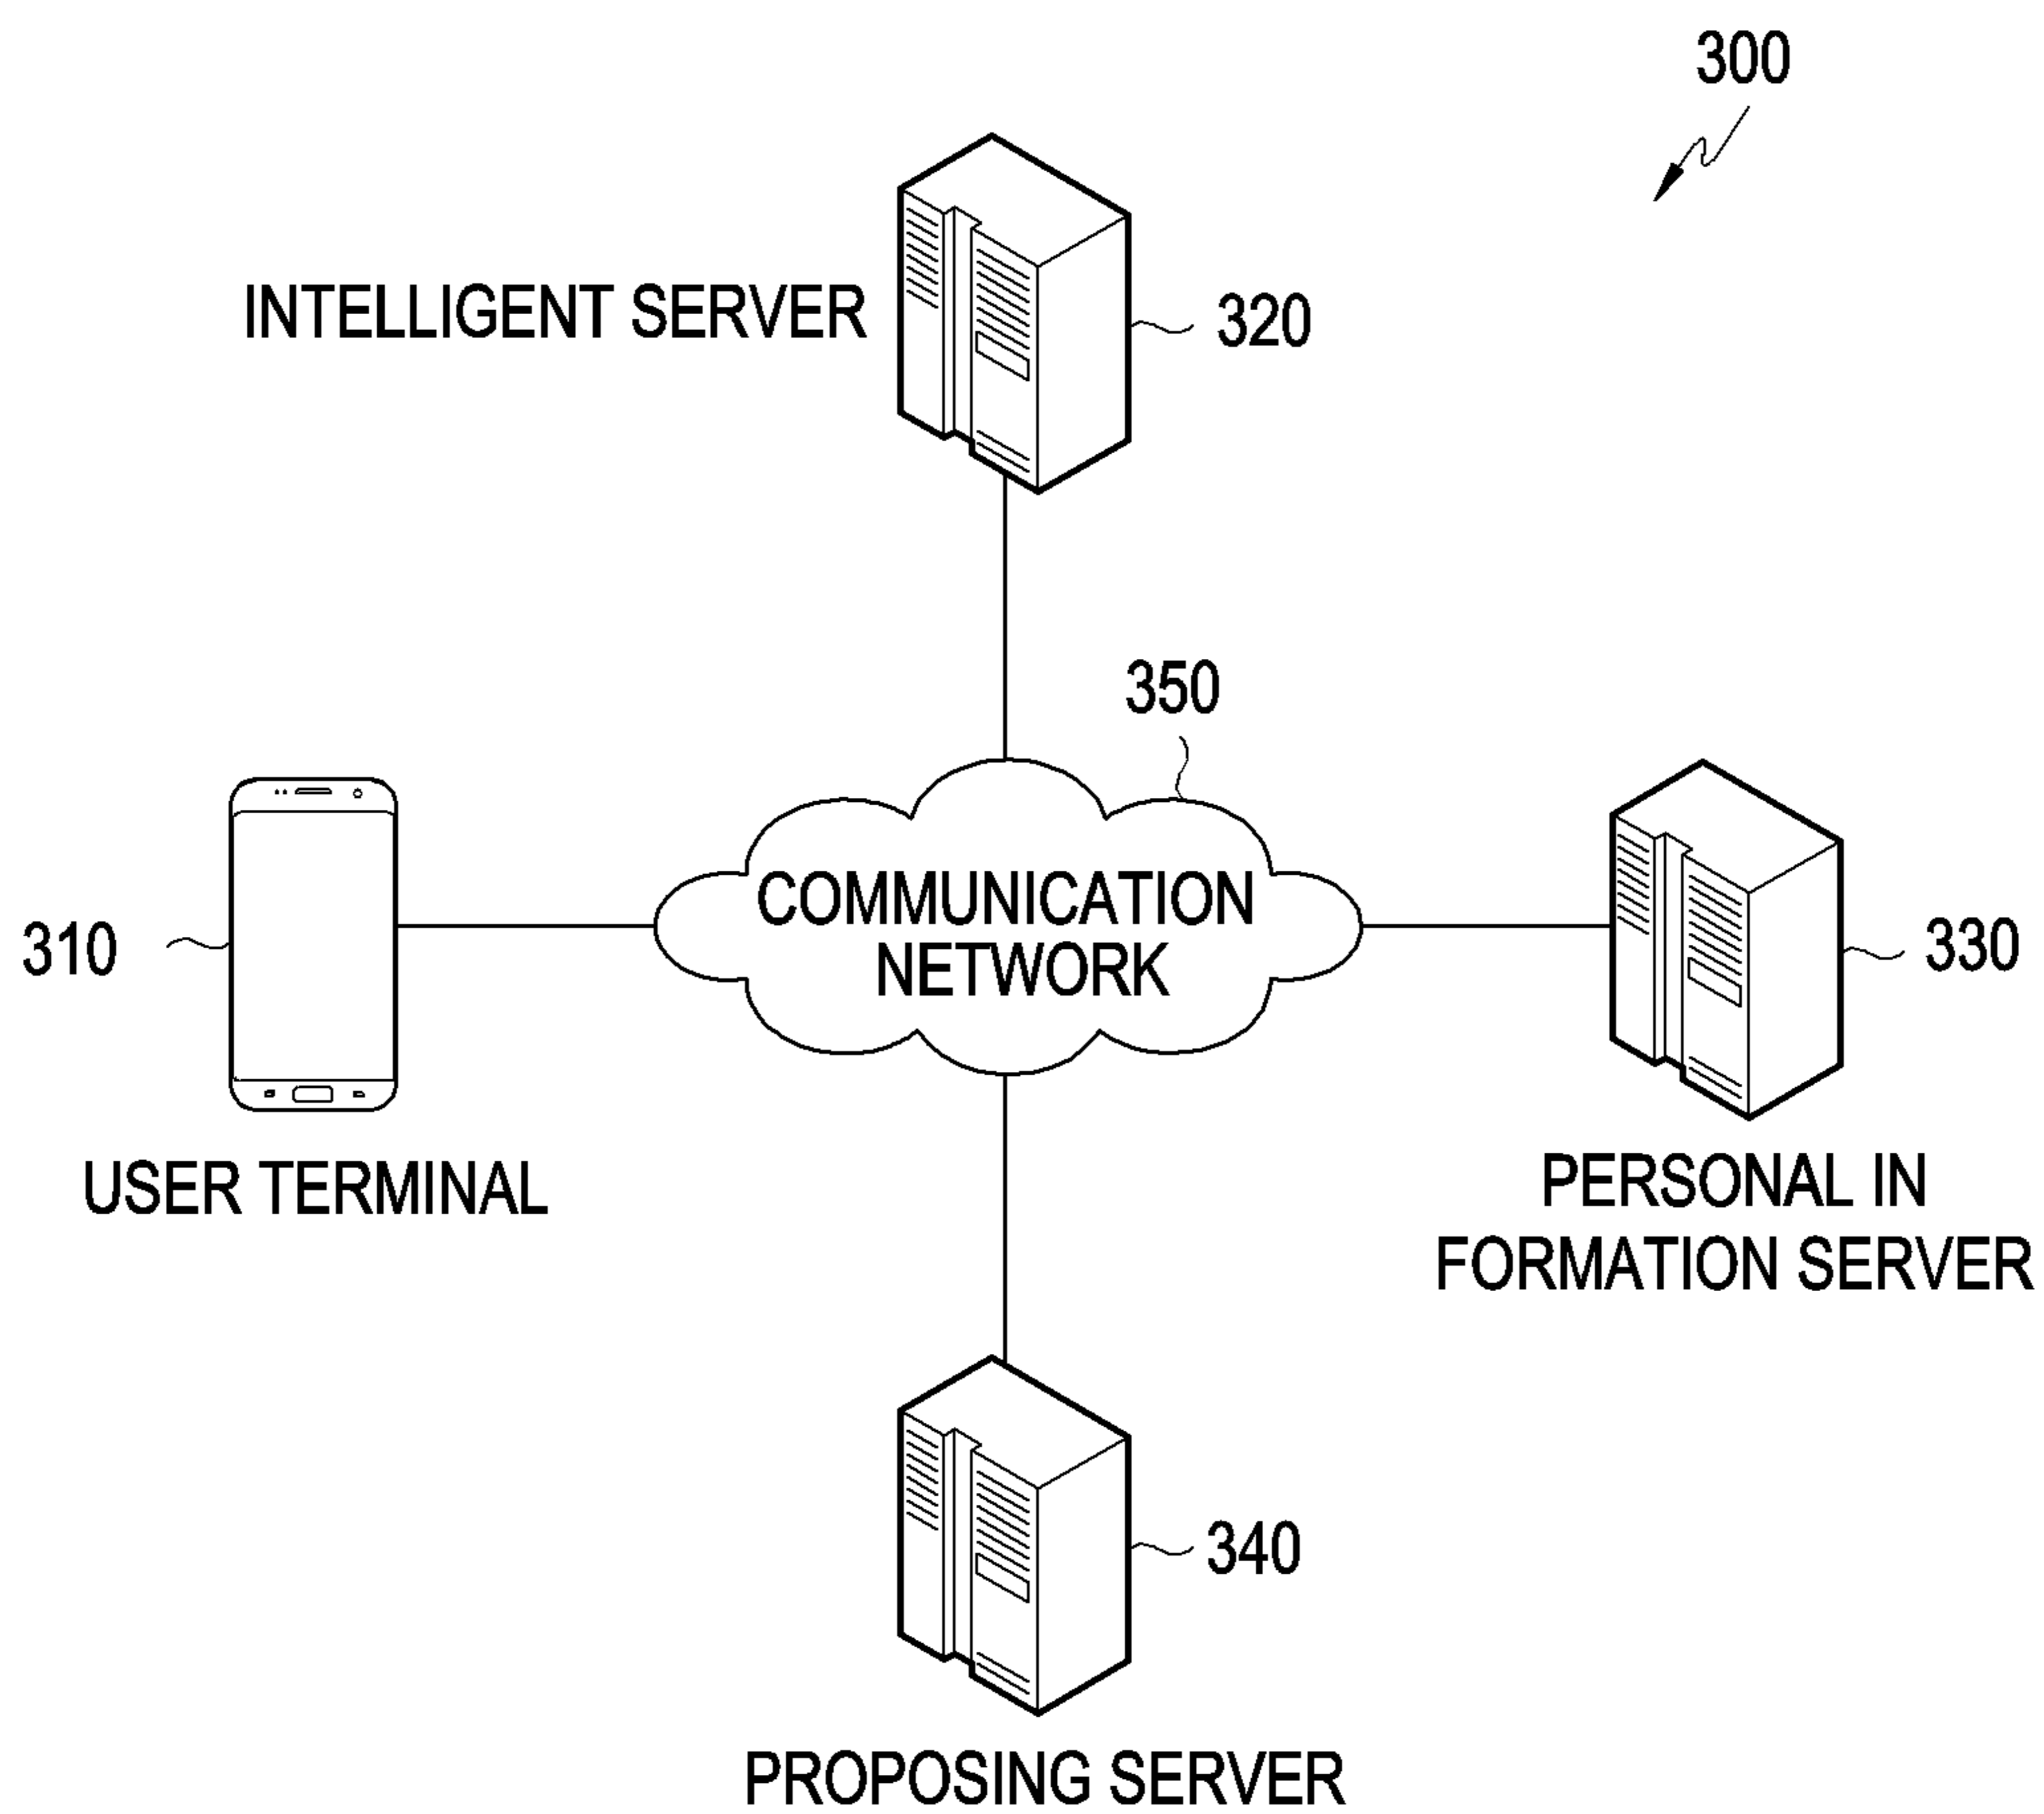 300
INTELLIGENT SERVER
320
350
COMMUNICATION
NETWORK
310
330
USER TERMINAL
PERSONAL IN
FORMATION SERVER
340
PROPOSING SERVER